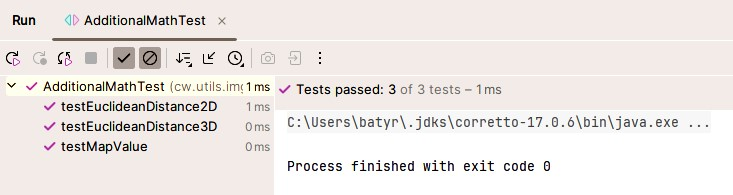 Run AdditionalMathTest ×
AdditionalMathTest (cw.utils.img 1 ms
testEuclideanDistance2D 1 ms
testEuclideanDistance3D 0 ms
testMapValue 0 ms
Tests passed: 3 of 3 tests – 1 ms
C:\Users\batyr\.jdks\corretto-17.0.6\bin\java.exe ...
Process finished with exit code 0